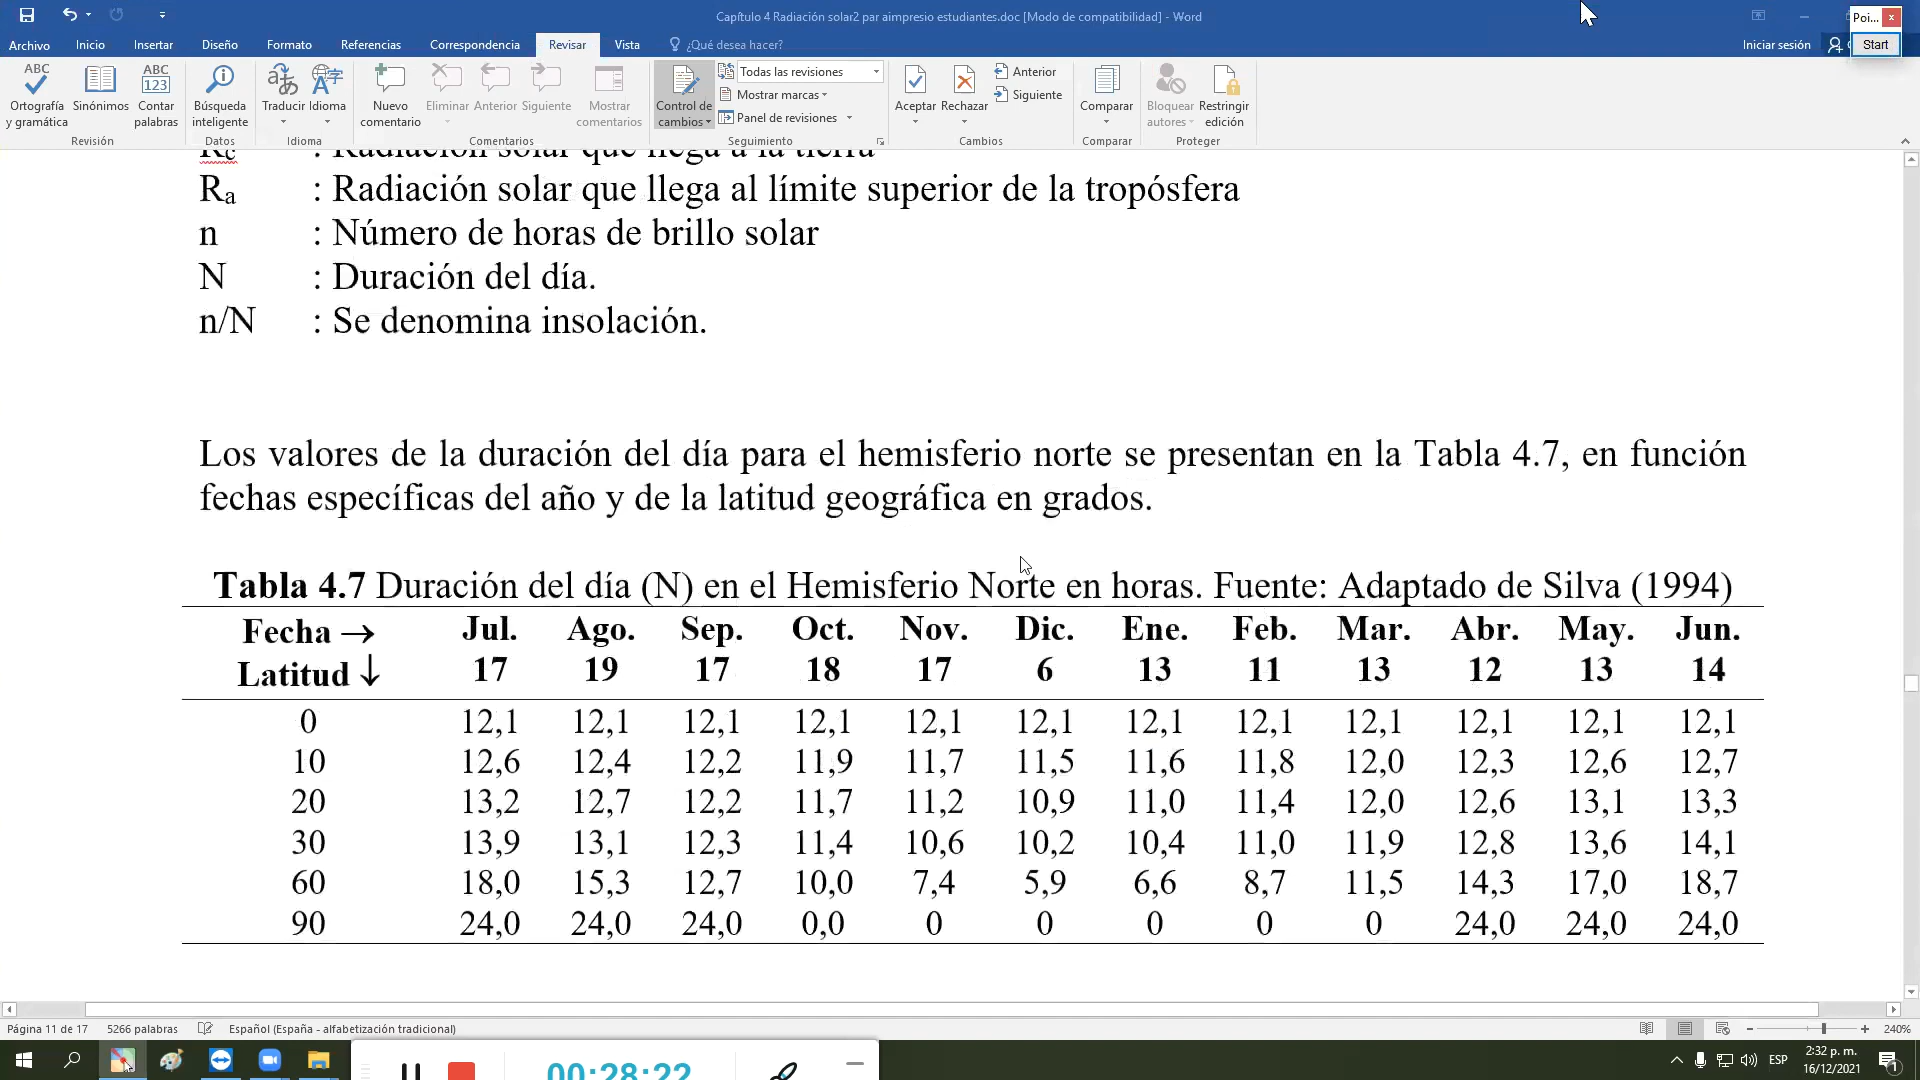 Capítulo 4 Radiación solar2 par aimpresio estudiantes.doc [Modo de compatibilidad] - Word
Poi...
Archivo Inicio Insertar Diseño Formato Referencias Correspondencia Revisar Vista ¿Qué desea hacer? Iniciar sesión Start
ABC Ortografía y gramática
Sinónimos
ABC 123 Contar palabras
Búsqueda inteligente
Traducir
Idioma
Nuevo comentario
Eliminar
Anterior
Siguiente
Mostrar comentarios
Control de cambios
Todas las revisiones
Mostrar marcas
Panel de revisiones
Aceptar
Rechazar
Anterior
Siguiente
Comparar
Bloquear autores
Restringir edición
Revisión Datos Idioma Comentarios Seguimiento Cambios Comparar Proteger
Rc : Radiación solar que llega a la tierra
Ra : Radiación solar que llega al límite superior de la tropósfera
n : Número de horas de brillo solar
N : Duración del día.
n/N : Se denomina insolación.
Los valores de la duración del día para el hemisferio norte se presentan en la Tabla 4.7, en función
fechas específicas del año y de la latitud geográfica en grados.
Tabla 4.7 Duración del día (N) en el Hemisferio Norte en horas. Fuente: Adaptado de Silva (1994)
Fecha → Jul. Ago. Sep. Oct. Nov. Dic. Ene. Feb. Mar. Abr. May. Jun.
Latitud ↓ 17 19 17 18 17 6 13 11 13 12 13 14
0 12,1 12,1 12,1 12,1 12,1 12,1 12,1 12,1 12,1 12,1 12,1 12,1
10 12,6 12,4 12,2 11,9 11,7 11,5 11,6 11,8 12,0 12,3 12,6 12,7
20 13,2 12,7 12,2 11,7 11,2 10,9 11,0 11,4 12,0 12,6 13,1 13,3
30 13,9 13,1 12,3 11,4 10,6 10,2 10,4 11,0 11,9 12,8 13,6 14,1
60 18,0 15,3 12,7 10,0 7,4 5,9 6,6 8,7 11,5 14,3 17,0 18,7
90 24,0 24,0 24,0 0,0 0 0 0 0 0 24,0 24,0 24,0
Página 11 de 17 5266 palabras Español (España - alfabetización tradicional) 240%
00:28:22
ESP
2:32 p. m.
16/12/2021
1